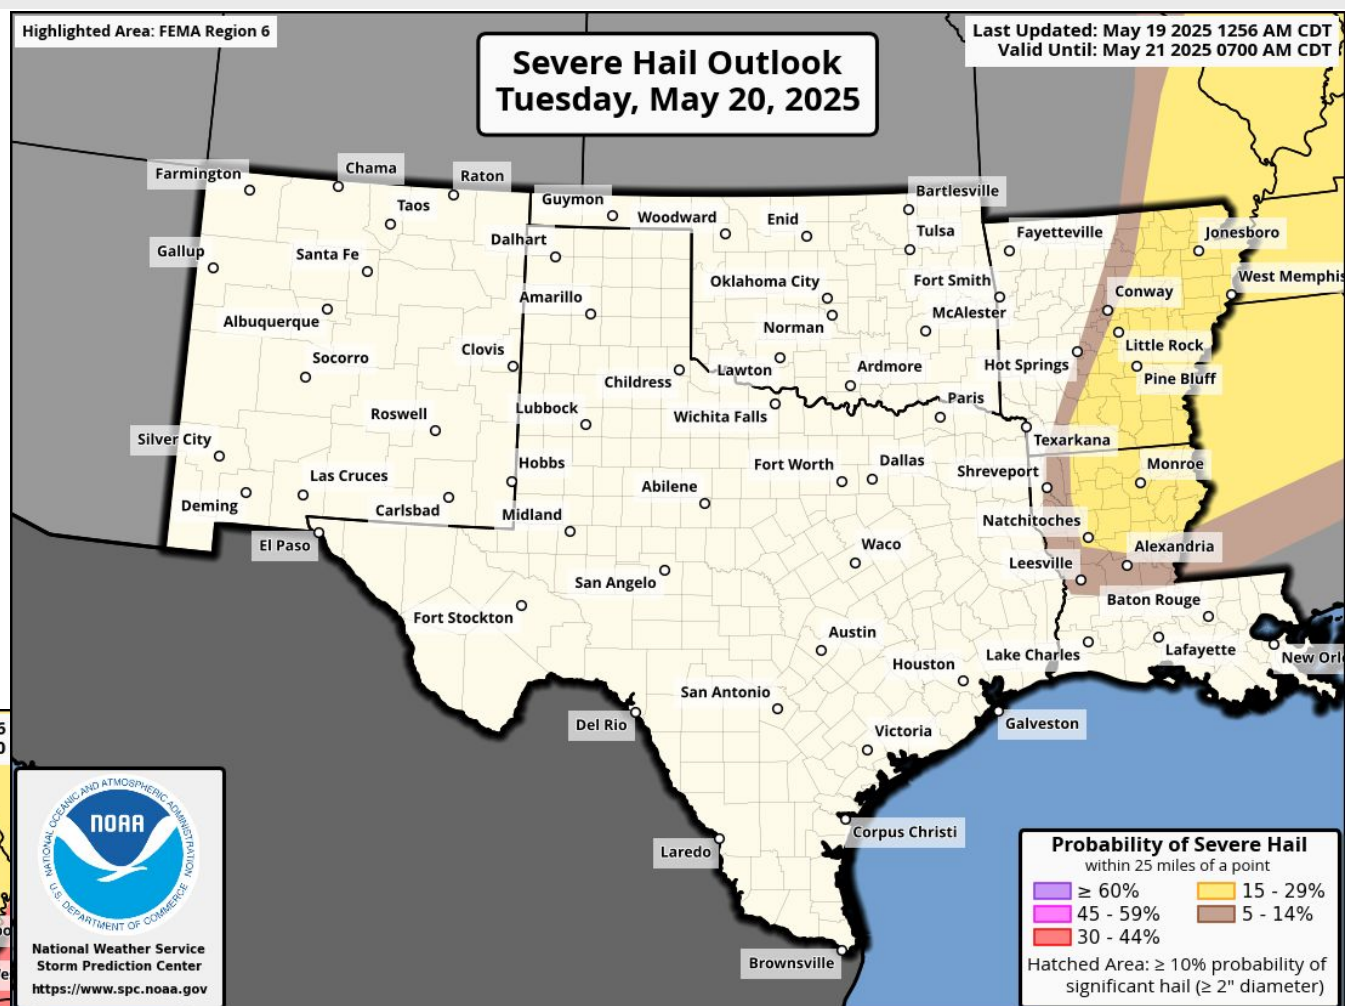 Highlighted Area: FEMA Region 6
Severe Hail Outlook
Tuesday, May 20, 2025
Last Updated: May 19 2025 1256 AM CDT
Valid Until: May 21 2025 0700 AM CDT
Farmington
Chama
Raton
Taos
Guymon
Woodward
Enid
Bartlesville
Tulsa
Fayetteville
Jonesboro
Gallup
Santa Fe
Dalhart
Oklahoma City
Fort Smith
Conway
West Memphis
Albuquerque
Amarillo
Norman
McAlester
Little Rock
Socorro
Clovis
Childress
Lawton
Ardmore
Hot Springs
Pine Bluff
Roswell
Lubbock
Wichita Falls
Paris
Texarkana
Silver City
Las Cruces
Hobbs
Fort Worth
Dallas
Shreveport
Monroe
Deming
Carlsbad
Midland
Abilene
Natchitoches
El Paso
Waco
Leesville
Alexandria
San Angelo
Fort Stockton
Baton Rouge
Austin
Houston
Lake Charles
Lafayette
New Orl
San Antonio
Del Rio
Victoria
Galveston
Laredo
Corpus Christi
Brownsville
NATIONAL OCEANIC AND ATMOSPHERIC ADMINISTRATION
NOAA
U.S. DEPARTMENT OF COMMERCE
National Weather Service
Storm Prediction Center
https://www.spc.noaa.gov
Probability of Severe Hail
within 25 miles of a point
≥ 60%
15 - 29%
45 - 59%
5 - 14%
30 - 44%
Hatched Area: ≥ 10% probability of
significant hail (≥ 2" diameter)